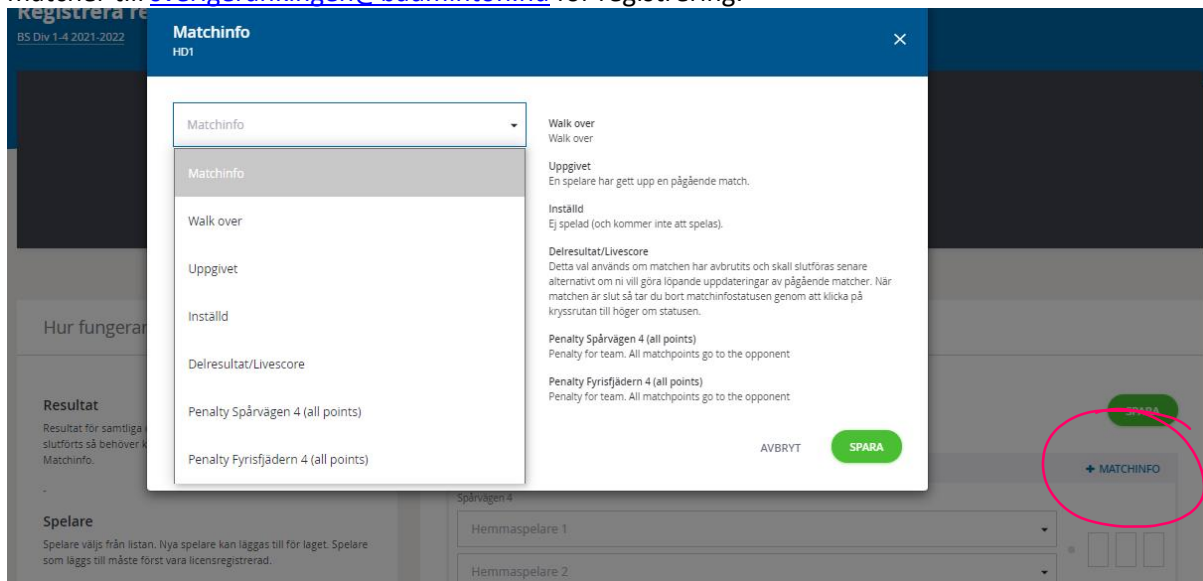 matcher till sverigerankingen@badminton.nu för registrering.
Registrera re
BS Div 1-4 2021-2022
Matchinfo
HD1
Matchinfo
Matchinfo
Walk over
Uppgivet
Inställd
Delresultat/Livescore
Penalty Spårvägen 4 (all points)
Penalty Fyrisfjädern 4 (all points)
Walk over
Walk over
Uppgivet
En spelare har gett upp en pågående match.
Inställd
Ej spelad (och kommer inte att spelas).
Delresultat/Livescore
Detta val används om matchen har avbrutits och skall slutföras senare
alternativt om ni vill göra löpande uppdateringar av pågående matcher. När
matchen är slut så tar du bort matchinfostatusen genom att klicka på
kryssrutan till höger om statusen.
Penalty Spårvägen 4 (all points)
Penalty for team. All matchpoints go to the opponent
Penalty Fyrisfjädern 4 (all points)
Penalty for team. All matchpoints go to the opponent
AVBRYT
SPARA
Hur fungerar
Resultat
Resultat för samtliga
slutförts så behöver k
Matchinfo.
.
Spelare
Spelare väljs från listan. Nya spelare kan läggas till för laget. Spelare
som läggs till måste först vara licensregistrerad.
SPARA
+ MATCHINFO
Spårvägen 4
Hemmaspelare 1
Hemmaspelare 2